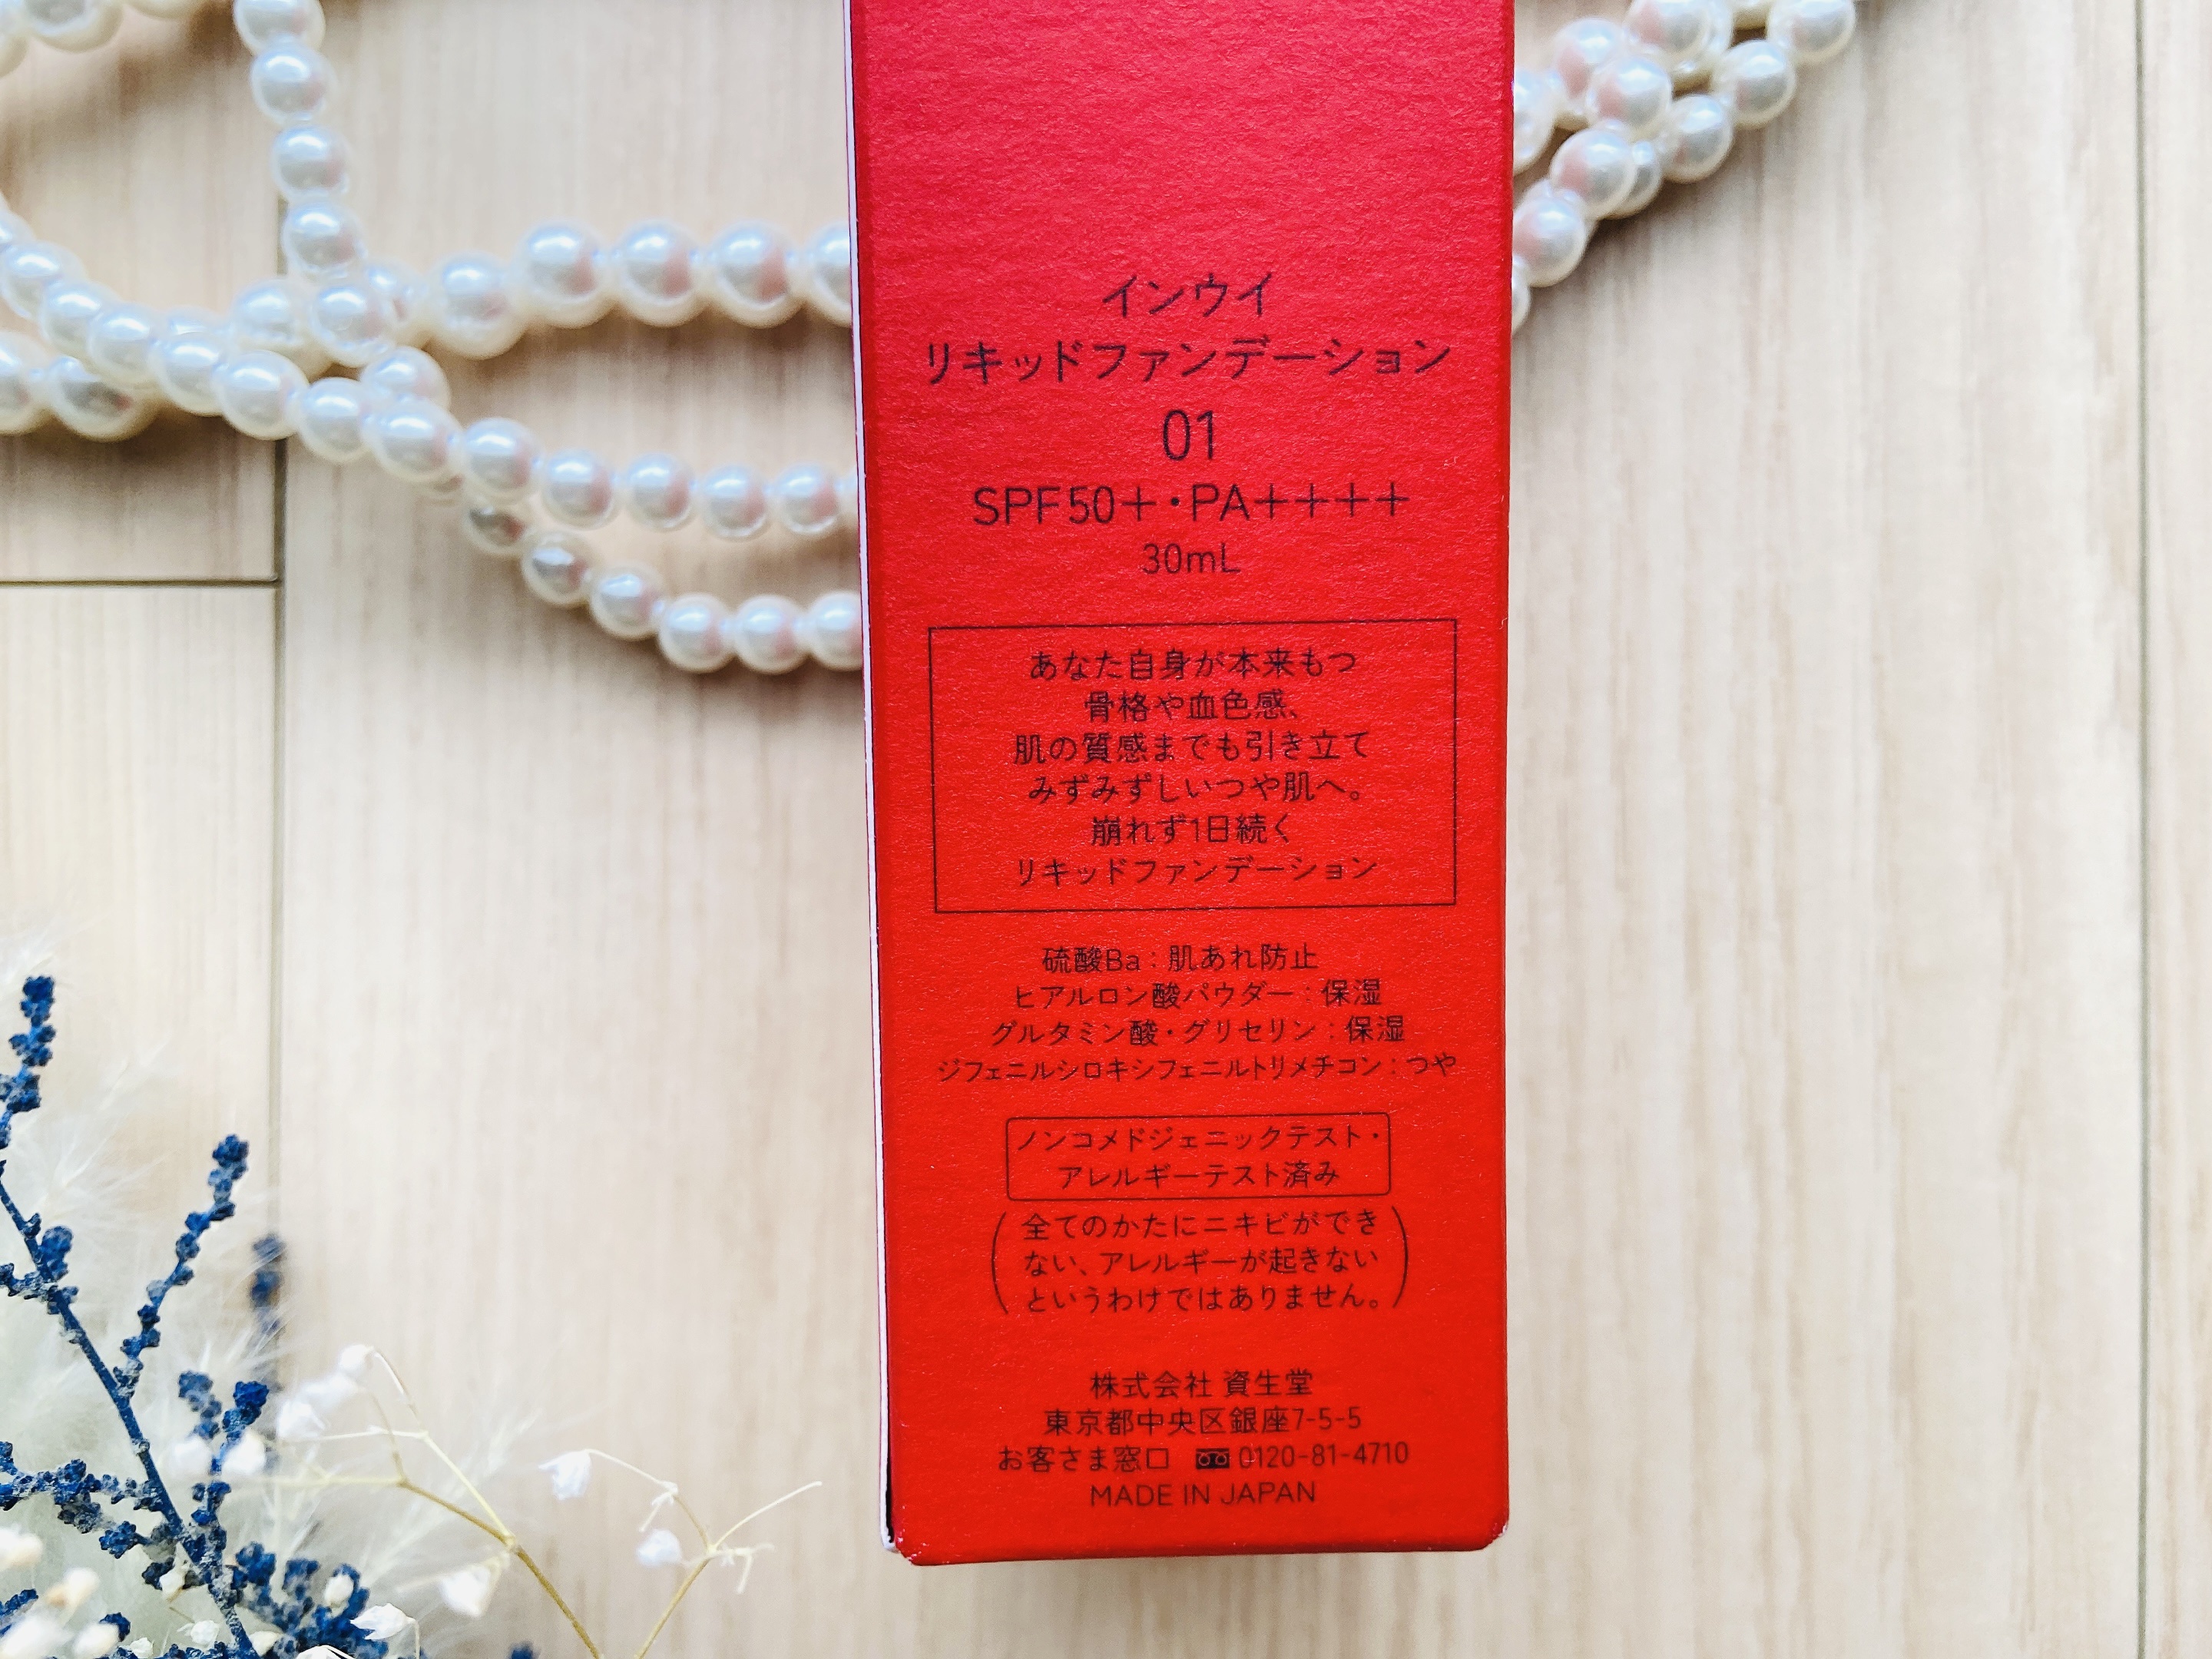 インウイ
リキッドファンデーション
01
SPF50+・PA++++
30mL
あなた自身が本来もつ
骨格や血色感、
肌の質感までも引き立て
みずみずしいつや肌へ。
崩れず1日続く
リキッドファンデーション
硫酸Ba：肌あれ防止
ヒアルロン酸パウダー：保湿
グルタミン酸・グリセリン：保湿
ジフェニルシロキシフェニルトリメチコン：つや
ノンコメドジェニックテスト・
アレルギーテスト済み
(全てのかたにニキビができ
ない、アレルギーが起きない
というわけではありません。)
株式会社 資生堂
東京都中央区銀座7-5-5
お客さま窓口 0120-81-4710
MADE IN JAPAN